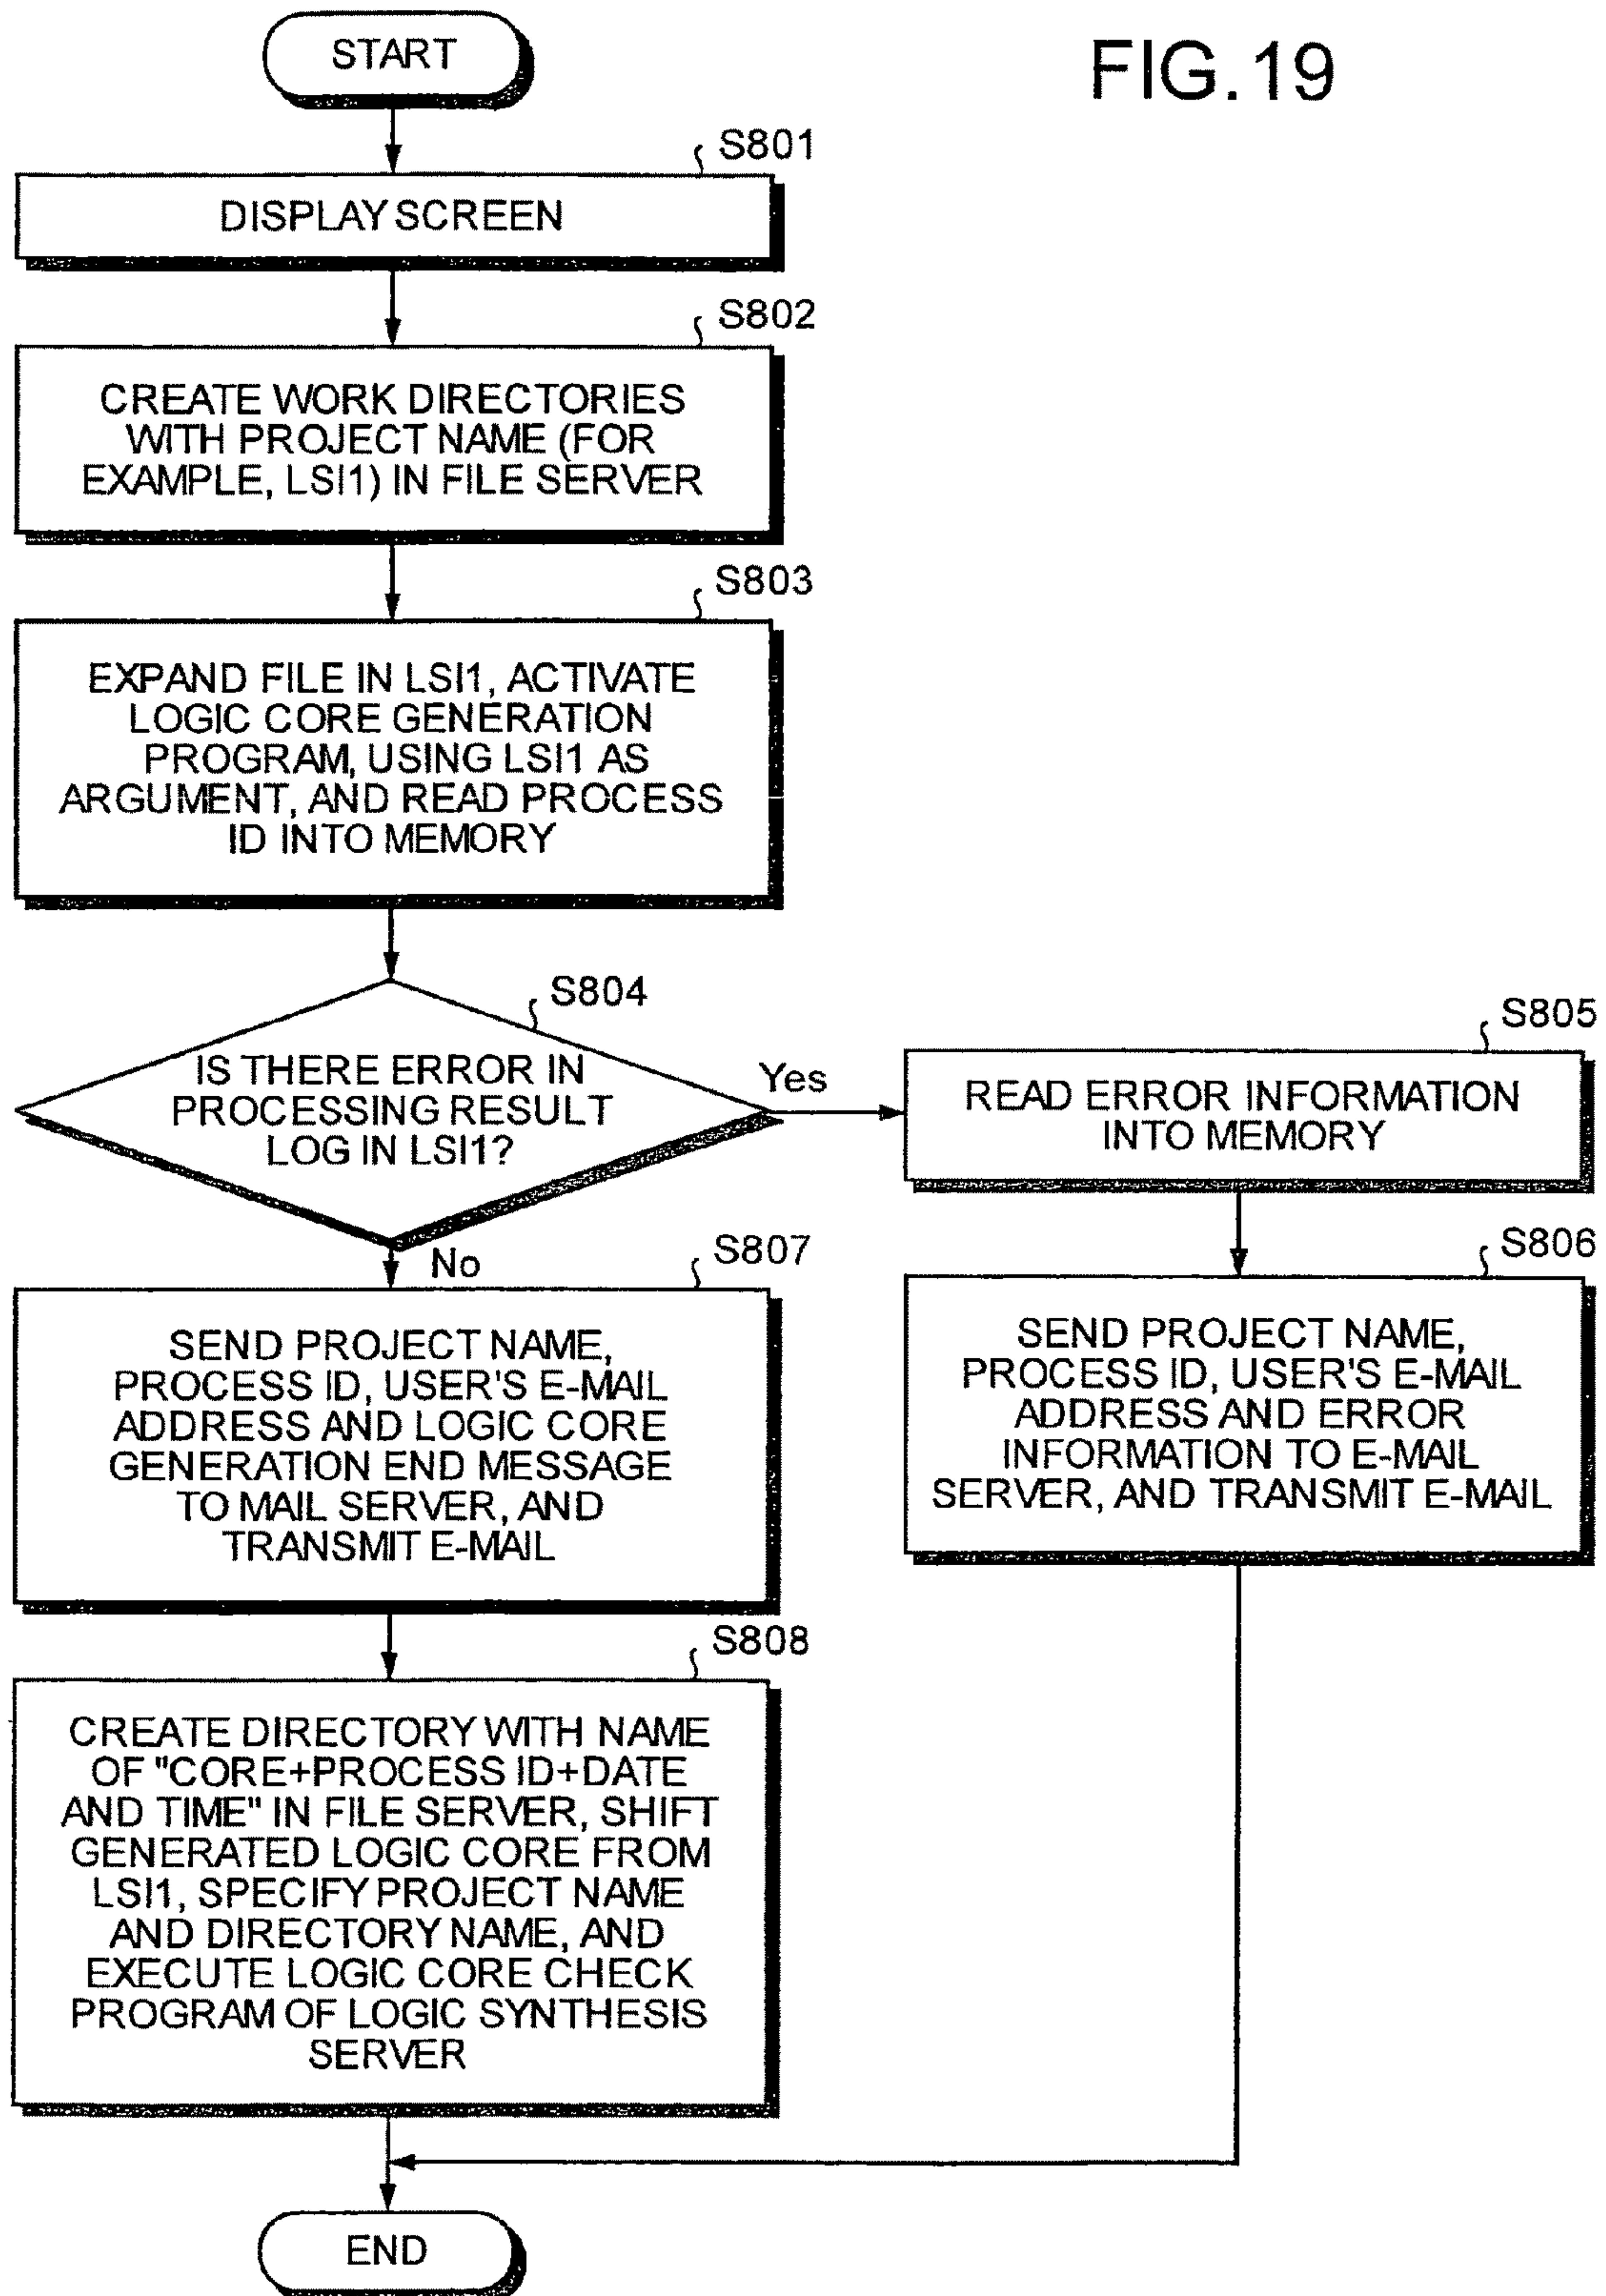 START
FIG.19
S801
DISPLAY SCREEN
S802
CREATE WORK DIRECTORIES
WITH PROJECT NAME (FOR
EXAMPLE, LSI1) IN FILE SERVER
S803
EXPAND FILE IN LSI1, ACTIVATE
LOGIC CORE GENERATION
PROGRAM, USING LSI1 AS
ARGUMENT, AND READ PROCESS
ID INTO MEMORY
S804
IS THERE ERROR IN
PROCESSING RESULT
LOG IN LSI1?
Yes
S805
READ ERROR INFORMATION
INTO MEMORY
No
S806
SEND PROJECT NAME,
PROCESS ID, USER'S E-MAIL
ADDRESS AND ERROR
INFORMATION TO E-MAIL
SERVER, AND TRANSMIT E-MAIL
S807
SEND PROJECT NAME,
PROCESS ID, USER'S E-MAIL
ADDRESS AND LOGIC CORE
GENERATION END MESSAGE
TO MAIL SERVER, AND
TRANSMIT E-MAIL
S808
CREATE DIRECTORY WITH NAME
OF "CORE+PROCESS ID+DATE
AND TIME" IN FILE SERVER, SHIFT
GENERATED LOGIC CORE FROM
LSI1, SPECIFY PROJECT NAME
AND DIRECTORY NAME, AND
EXECUTE LOGIC CORE CHECK
PROGRAM OF LOGIC SYNTHESIS
SERVER
END